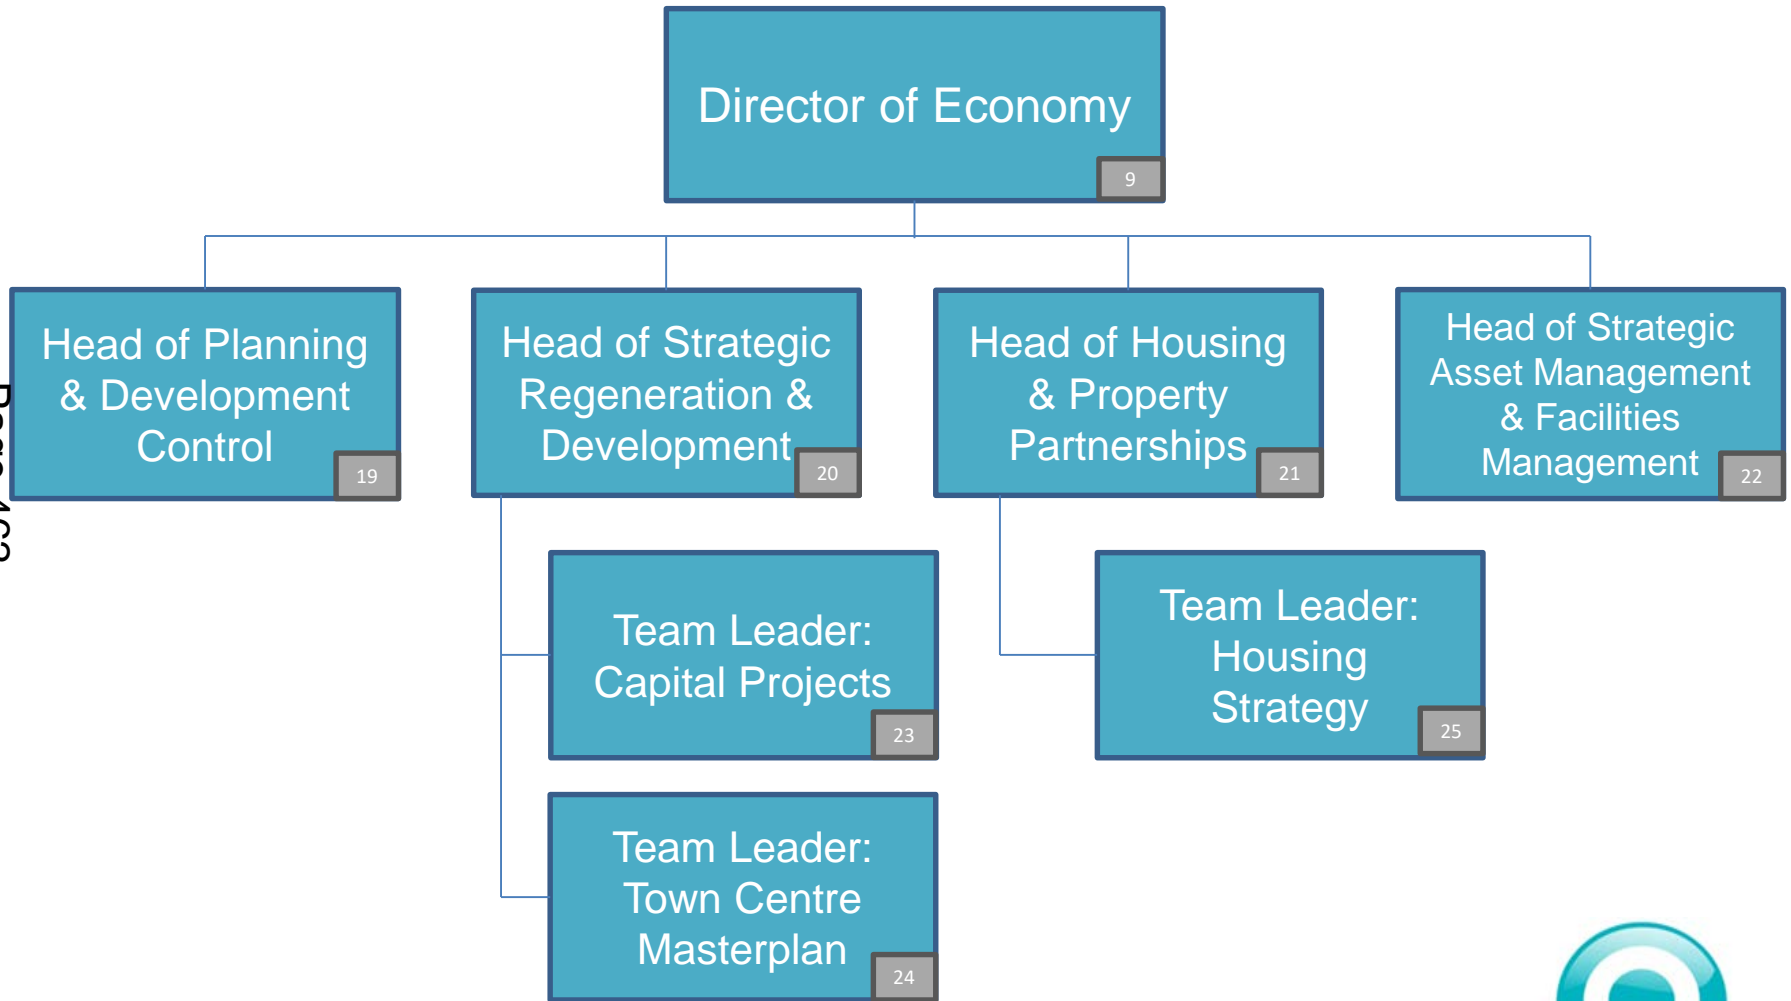 Director of Economy
9
Head of Planning
& Development
Control
19
Head of Strategic
Regeneration &
Development
20
Head of Housing
& Property
Partnerships
21
Head of Strategic
Asset Management
& Facilities
Management
22
Team Leader:
Capital Projects
23
Team Leader:
Housing
Strategy
25
Team Leader:
Town Centre
Masterplan
24
Page